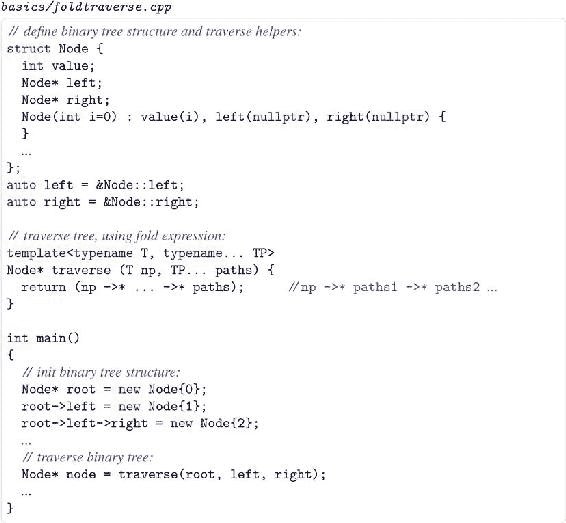 basics/foldtraverse.cpp
// define binary tree structure and traverse helpers:
struct Node {
int value;
Node* left;
Node* right;
Node(int i=0) : value(i), left(nullptr), right(nullptr) {
}
...
};
auto left = &Node::left;
auto right = &Node::right;
// traverse tree, using fold expression:
template<typename T, typename... TP>
Node* traverse (T np, TP... paths) {
return (np ->* ... ->* paths); //np ->* paths1 ->* paths2 ...
}
int main()
{
// init binary tree structure:
Node* root = new Node{0};
root->left = new Node{1};
root->left->right = new Node{2};
...
// traverse binary tree:
Node* node = traverse(root, left, right);
...
}